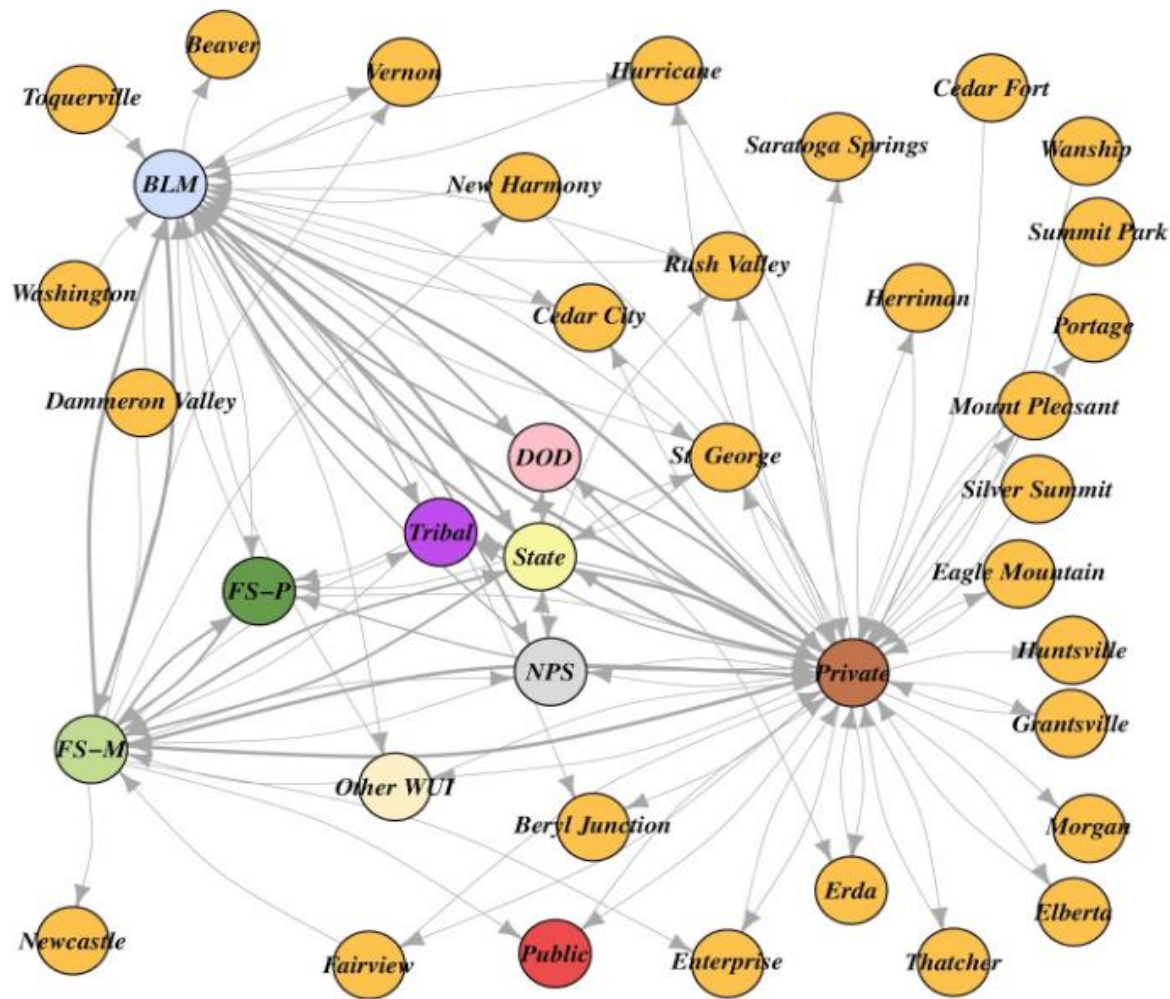 Beaver
Vernon
Hurricane
Toquerville
Cedar Fort
Saratoga Springs
Wanship
BLM
New Harmony
Summit Park
Rush Valley
Washington
Herriman
Cedar City
Portage
Dammeron Valley
Mount Pleasant
DOD
St. George
Silver Summit
Tribal
State
Eagle Mountain
FS-P
Huntsville
NPS
Private
Grantsville
FS-M
Other WUI
Beryl Junction
Morgan
Erda
Elberta
Newcastle
Fairview
Public
Enterprise
Thatcher